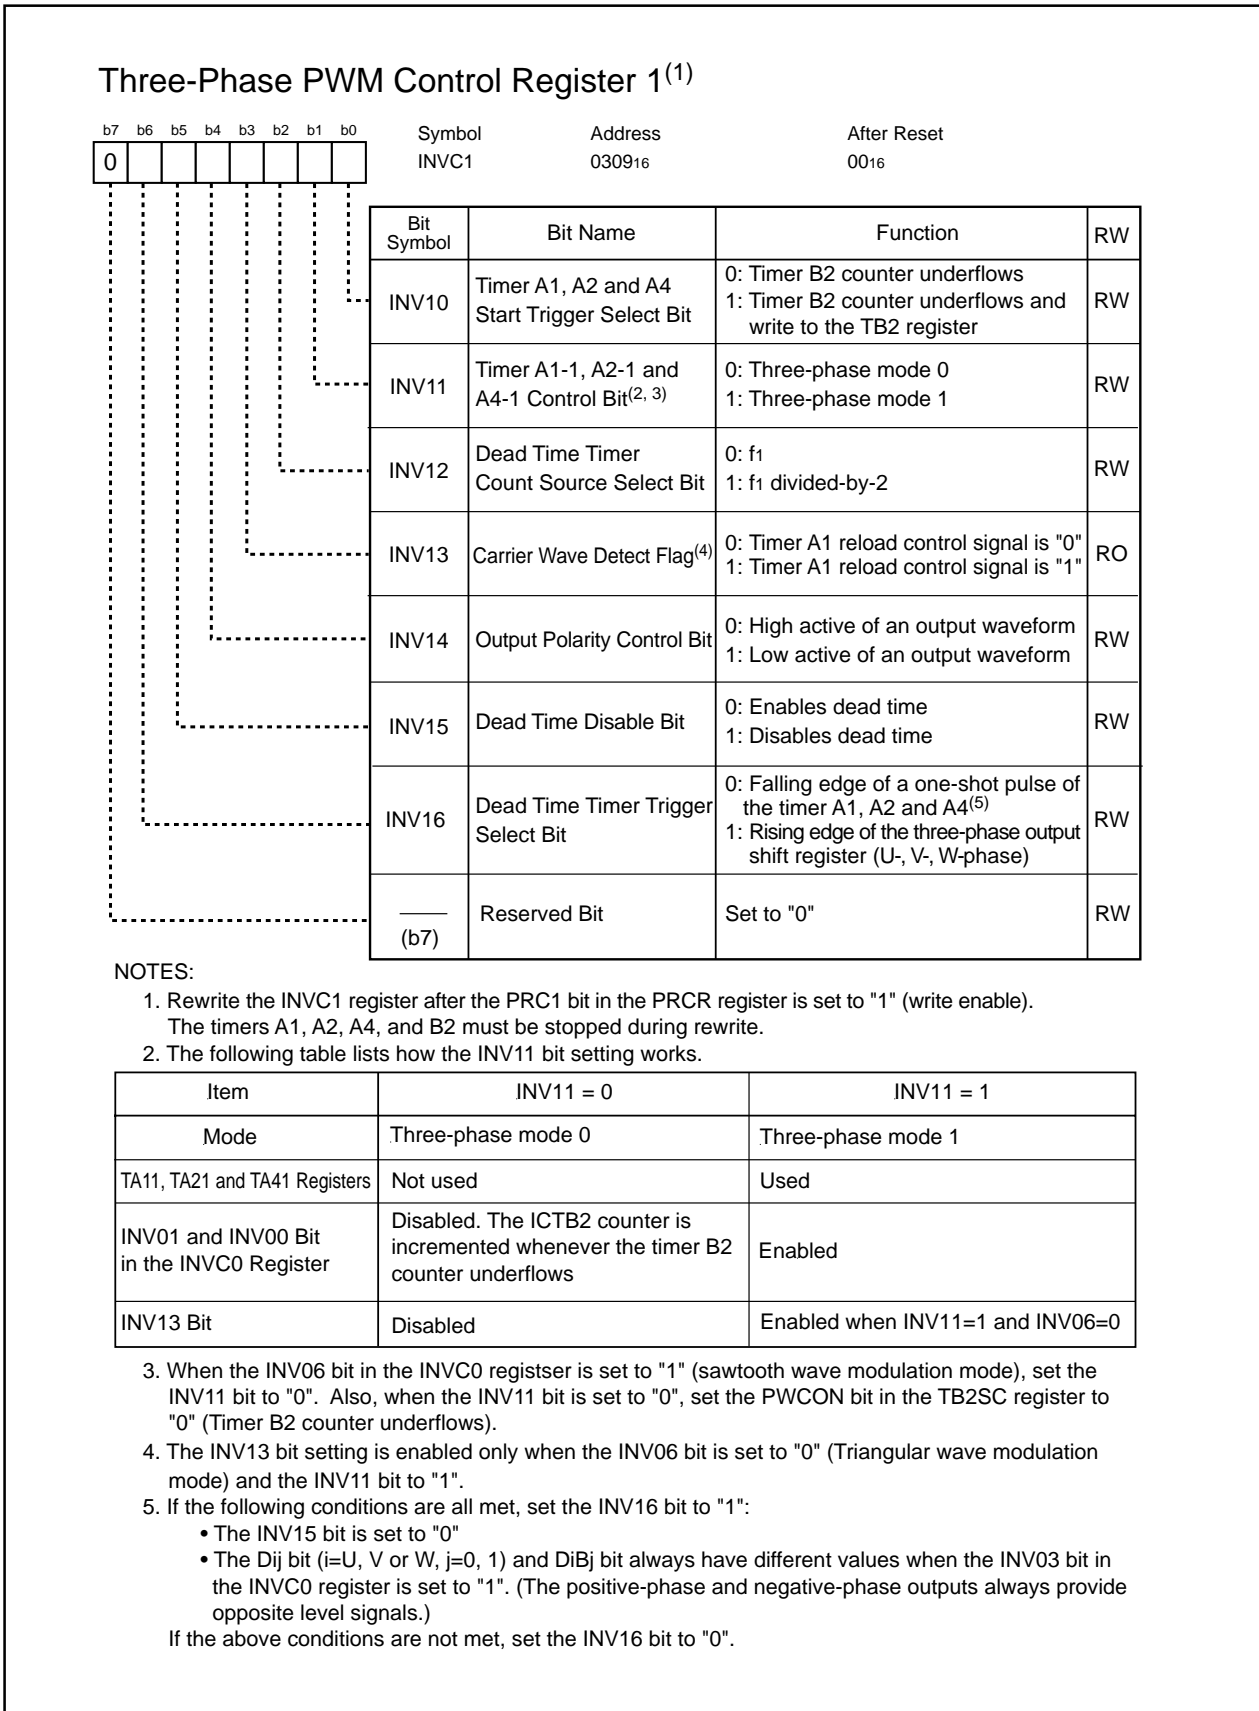 Three-Phase PWM Control Register 1(1)
b7 b6 b5 b4 b3 b2 b1 b0
Symbol Address After Reset
0
INVC1 030916 0016
Bit Symbol Bit Name Function RW
INV10
Timer A1, A2 and A4
Start Trigger Select Bit
0: Timer B2 counter underflows
1: Timer B2 counter underflows and
write to the TB2 register
RW
INV11
Timer A1-1, A2-1 and
A4-1 Control Bit(2, 3)
0: Three-phase mode 0
1: Three-phase mode 1
RW
INV12
Dead Time Timer
Count Source Select Bit
0: f1
1: f1 divided-by-2
RW
INV13
Carrier Wave Detect Flag(4)
0: Timer A1 reload control signal is "0"
1: Timer A1 reload control signal is "1"
RO
INV14
Output Polarity Control Bit
0: High active of an output waveform
1: Low active of an output waveform
RW
INV15
Dead Time Disable Bit
0: Enables dead time
1: Disables dead time
RW
INV16
Dead Time Timer Trigger
Select Bit
0: Falling edge of a one-shot pulse of
the timer A1, A2 and A4(5)
1: Rising edge of the three-phase output
shift register (U-, V-, W-phase)
RW
(b7)
Reserved Bit
Set to "0"
RW
NOTES:
1. Rewrite the INVC1 register after the PRC1 bit in the PRCR register is set to "1" (write enable).
The timers A1, A2, A4, and B2 must be stopped during rewrite.
2. The following table lists how the INV11 bit setting works.
Item INV11 = 0 INV11 = 1
Mode Three-phase mode 0 Three-phase mode 1
TA11, TA21 and TA41 Registers Not used Used
INV01 and INV00 Bit
in the INVC0 Register
Disabled. The ICTB2 counter is
incremented whenever the timer B2
counter underflows
Enabled
INV13 Bit Disabled Enabled when INV11=1 and INV06=0
3. When the INV06 bit in the INVC0 registser is set to "1" (sawtooth wave modulation mode), set the
INV11 bit to "0". Also, when the INV11 bit is set to "0", set the PWCON bit in the TB2SC register to
"0" (Timer B2 counter underflows).
4. The INV13 bit setting is enabled only when the INV06 bit is set to "0" (Triangular wave modulation
mode) and the INV11 bit to "1".
5. If the following conditions are all met, set the INV16 bit to "1":
• The INV15 bit is set to "0"
• The Dij bit (i=U, V or W, j=0, 1) and DiBj bit always have different values when the INV03 bit in
the INVC0 register is set to "1". (The positive-phase and negative-phase outputs always provide
opposite level signals.)
If the above conditions are not met, set the INV16 bit to "0".